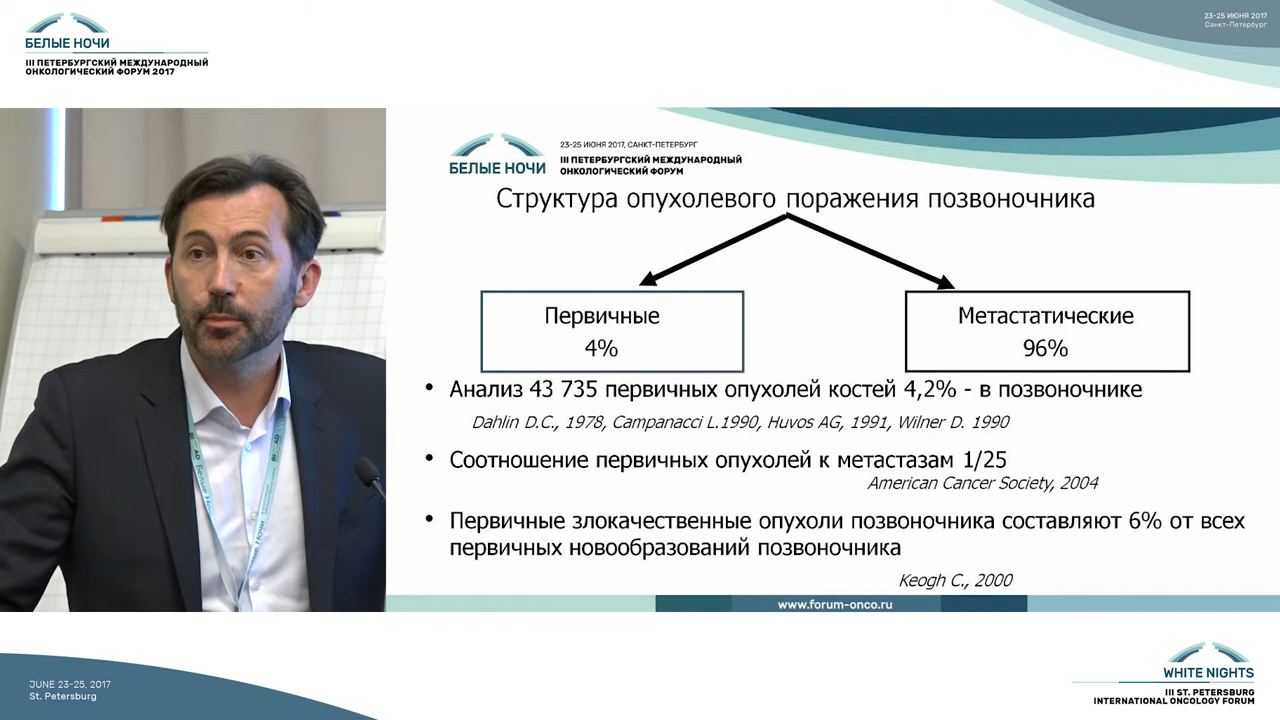 БЕЛЫЕ НОЧИ
III ПЕТЕРБУРГСКИЙ МЕЖДУНАРОДНЫЙ
ОНКОЛОГИЧЕСКИЙ ФОРУМ 2017
23-25 ИЮНЯ 2017
Санкт-Петербург
БЕЛЫЕ НОЧИ
23-25 ИЮНЯ 2017, САНКТ-ПЕТЕРБУРГ
III ПЕТЕРБУРГСКИЙ МЕЖДУНАРОДНЫЙ
ОНКОЛОГИЧЕСКИЙ ФОРУМ
Структура опухолевого поражения позвоночника
Первичные
4%
Метастатические
96%
• Анализ 43 735 первичных опухолей костей 4,2% - в позвоночнике
Dahlin D.C., 1978, Campanacci L.1990, Huvos AG, 1991, Wilner D. 1990
• Соотношение первичных опухолей к метастазам 1/25
American Cancer Society, 2004
• Первичные злокачественные опухоли позвоночника составляют 6% от всех
первичных новообразований позвоночника
Keogh C., 2000
www.forum-onco.ru
JUNE 23-25, 2017
St. Petersburg
WHITE NIGHTS
III ST. PETERSBURG
INTERNATIONAL ONCOLOGY FORUM